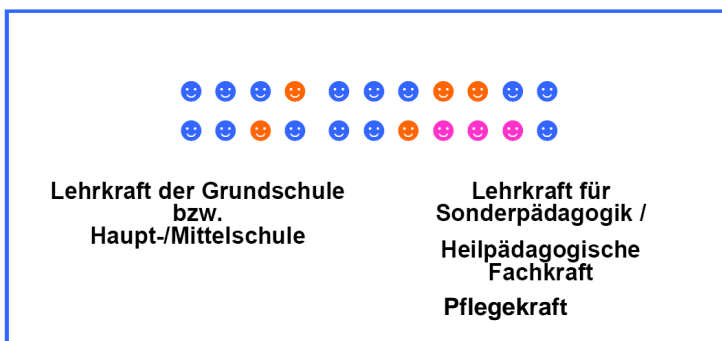 Lehrkraft der Grundschule
bzw.
Haupt-/Mittelschule
Lehrkraft für
Sonderpädagogik /
Heilpädagogische
Fachkraft
Pflegekraft